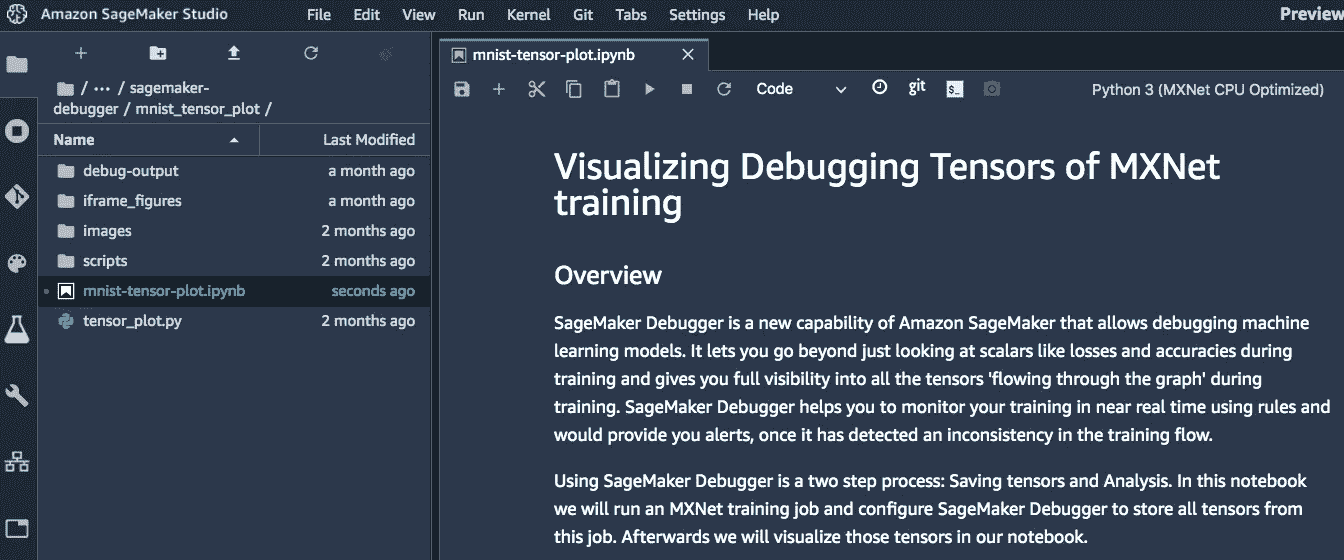 Amazon SageMaker Studio File Edit View Run Kernel Git Tabs Settings Help Preview
/ ··· / sagemaker-
debugger / mnist_tensor_plot /
Name Last Modified
debug-output a month ago
iframe_figures a month ago
images 2 months ago
scripts 2 months ago
mnist-tensor-plot.ipynb seconds ago
tensor_plot.py 2 months ago
mnist-tensor-plot.ipynb
Code git $_ Python 3 (MXNet CPU Optimized)
Visualizing Debugging Tensors of MXNet
training
Overview
SageMaker Debugger is a new capability of Amazon SageMaker that allows debugging machine
learning models. It lets you go beyond just looking at scalars like losses and accuracies during
training and gives you full visibility into all the tensors 'flowing through the graph' during
training. SageMaker Debugger helps you to monitor your training in near real time using rules and
would provide you alerts, once it has detected an inconsistency in the training flow.
Using SageMaker Debugger is a two step process: Saving tensors and Analysis. In this notebook
we will run an MXNet training job and configure SageMaker Debugger to store all tensors from
this job. Afterwards we will visualize those tensors in our notebook.